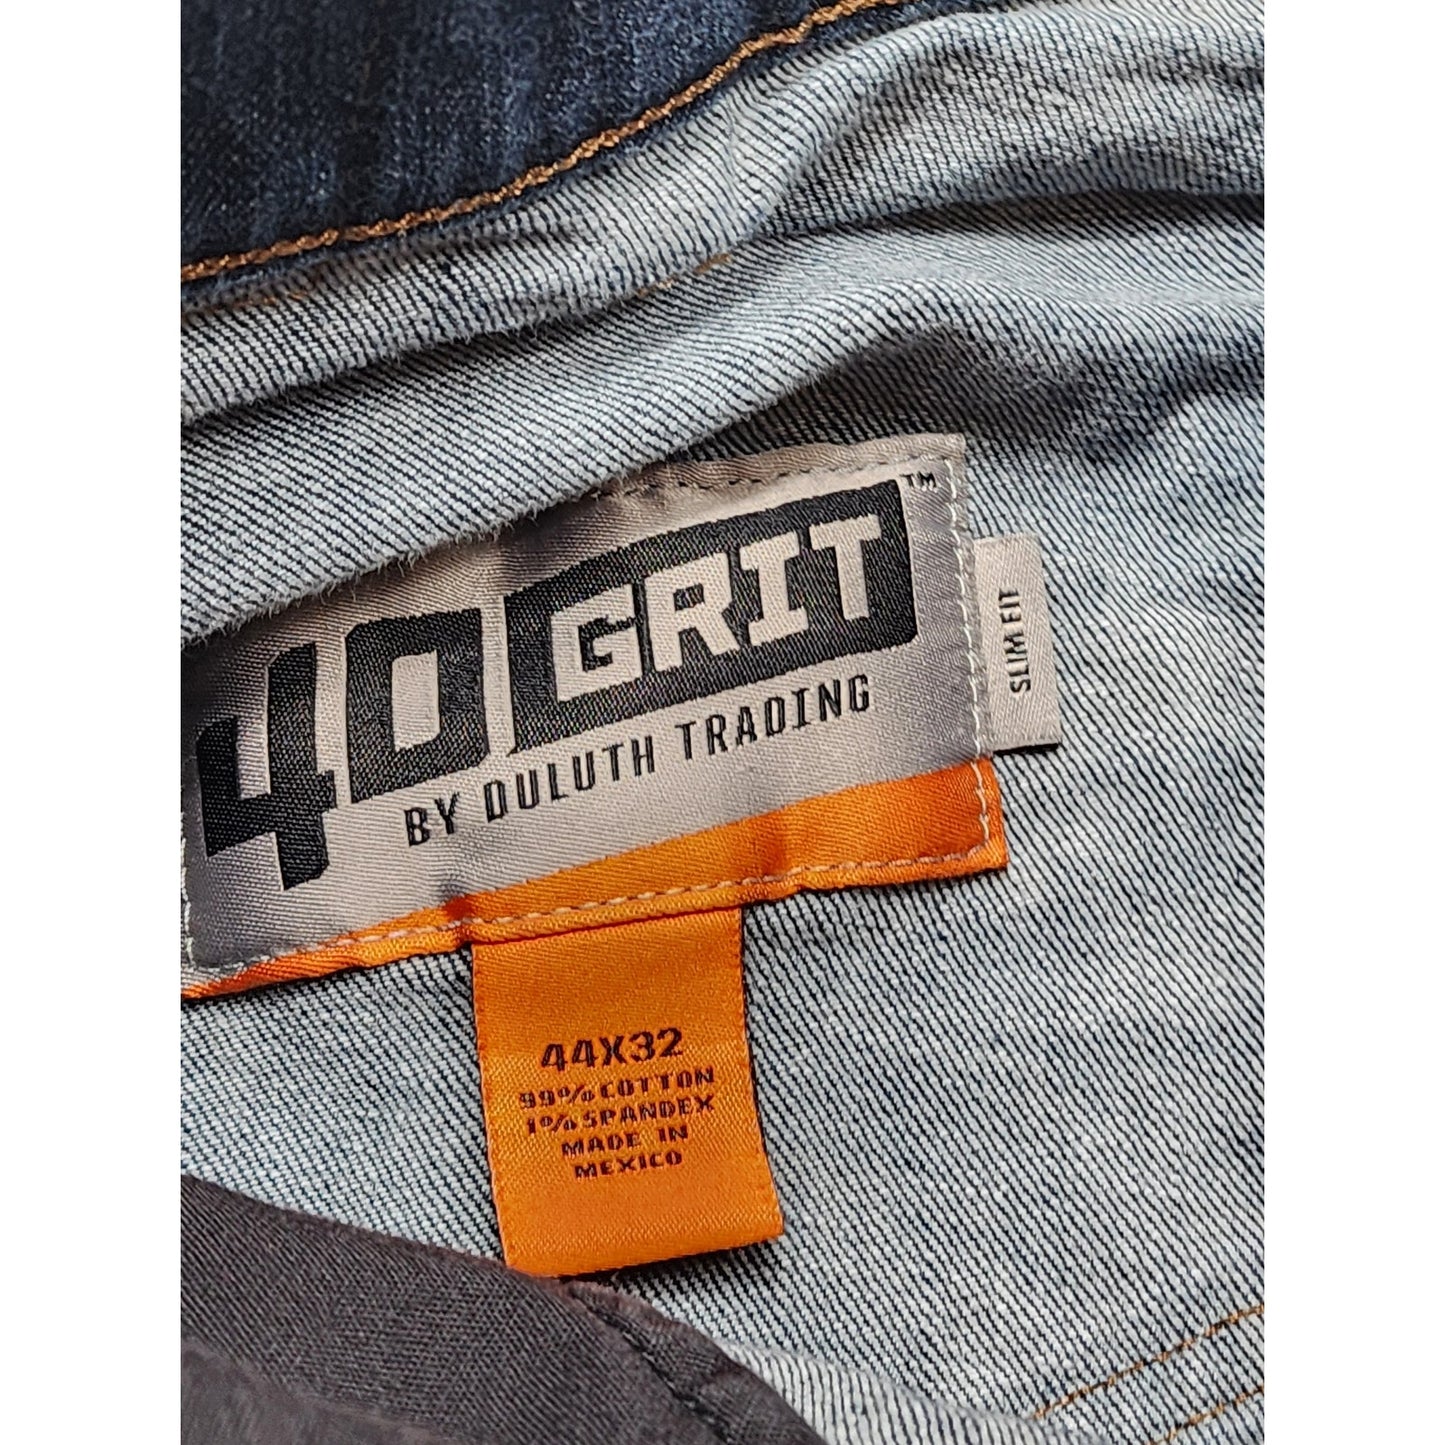 40 GRIT™
BY DULUTH TRADING
SLIM FIT
44X32
99% COTTON
1% SPANDEX
MADE IN
MEXICO